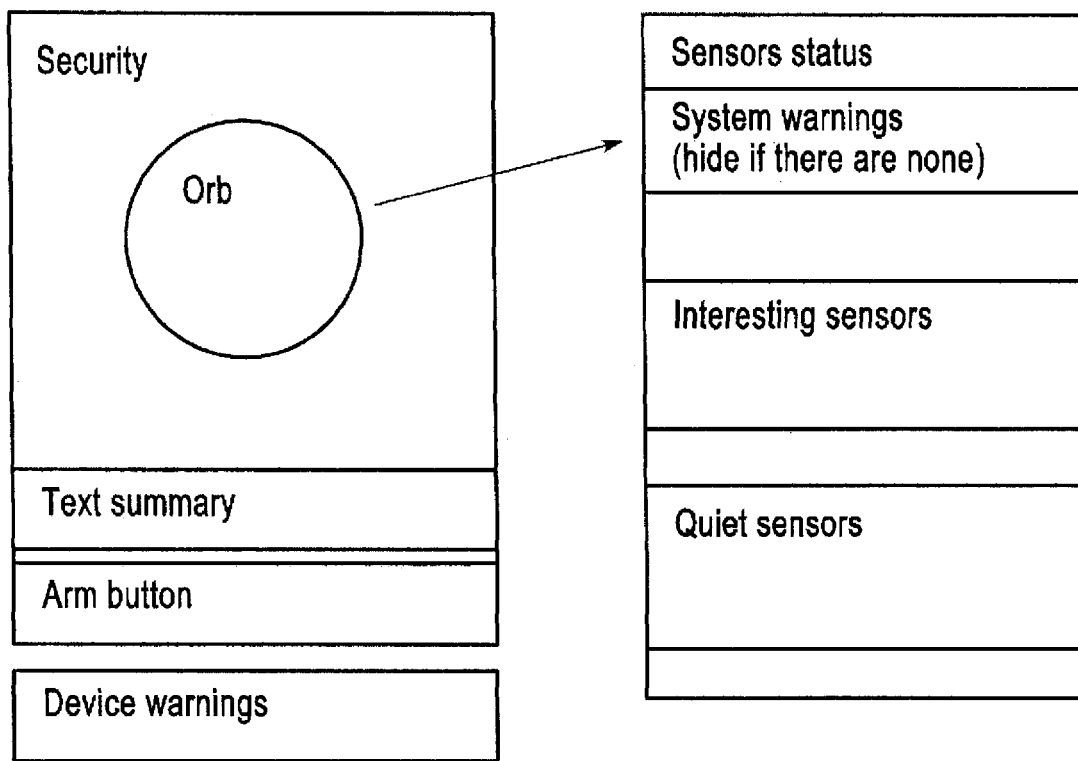 Security
Orb
Text summary
Arm button
Device warnings
Sensors status
System warnings
(hide if there are none)
Interesting sensors
Quiet sensors